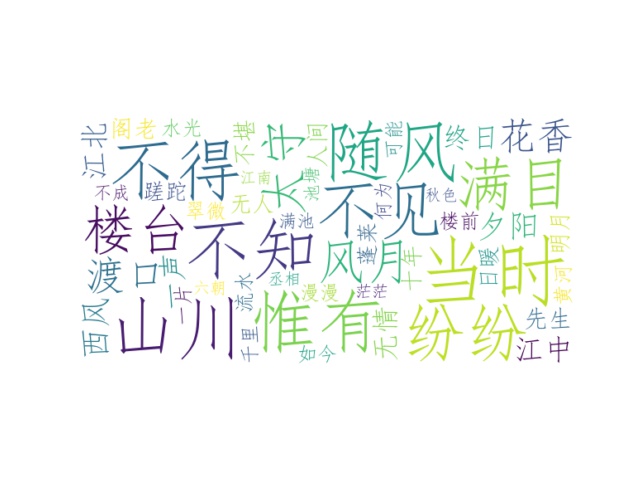 江北
阁老
水光
不堪
太守
人间
随风
可能
终日
花香
不得
江南
池塘
不见
满目
不成
蹉跎
翠微
无人
何为
秋色
楼台
不知
满池
蓬莱
楼前
夕阳
明月
渡口
声
风月
十年
当时
日暖
黄河
西风
一片
六朝
流水
丞相
漫漫
茫茫
山川
千里
惟有
如今
无情
纷纷
先生
江中